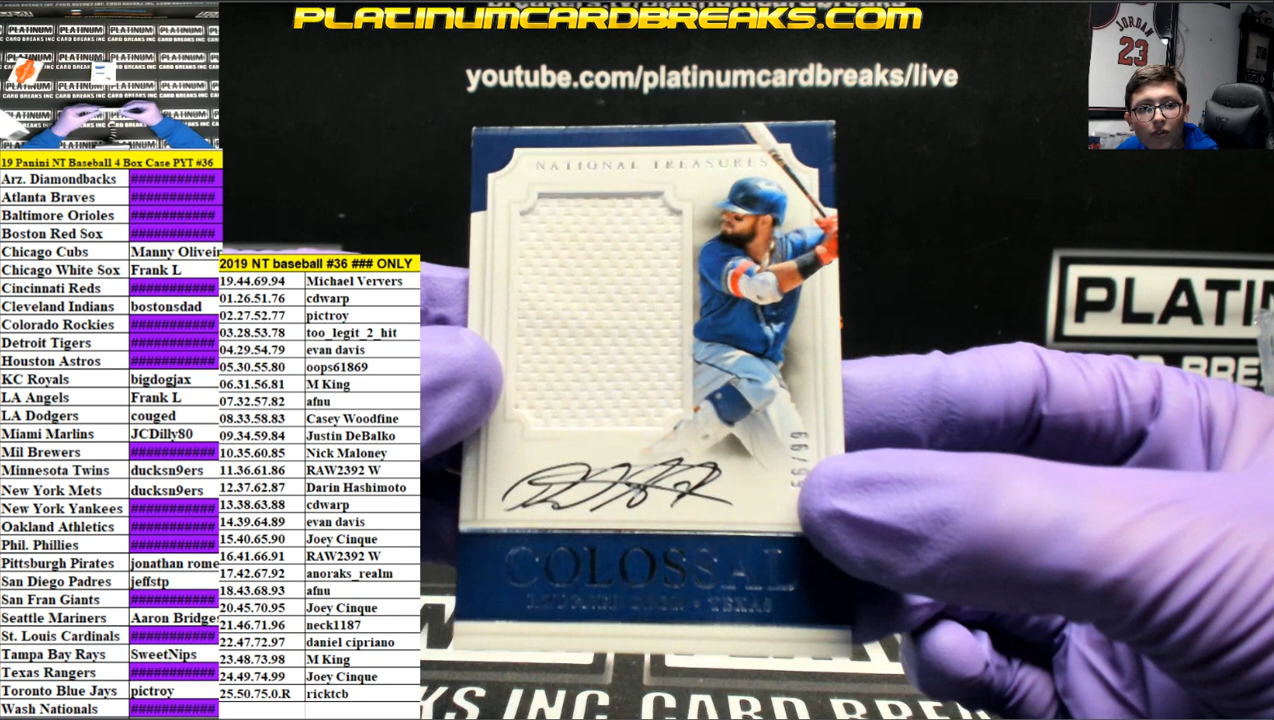 PLATINUMCARDBREAKS.COM
youtube.com/platinumcardbreaks/live
JORDAN
23
PLATINUM
CARD BREAKS INC
19 Panini NT Baseball 4 Box Case PYT #36
Arz. Diamondbacks ###########
Atlanta Braves ###########
Baltimore Orioles ###########
Boston Red Sox ###########
Chicago Cubs Manny Oliveir
Chicago White Sox Frank L
Cincinnati Reds ###########
Cleveland Indians bostonsdad
Colorado Rockies ###########
Detroit Tigers ###########
Houston Astros ###########
KC Royals bigdogjax
LA Angels Frank L
LA Dodgers couged
Miami Marlins JCDilly80
Mil Brewers ###########
Minnesota Twins ducksn9ers
New York Mets ducksn9ers
New York Yankees ###########
Oakland Athletics ###########
Phil. Phillies ###########
Pittsburgh Pirates jonathan rome
San Diego Padres jeffstp
San Fran Giants ###########
Seattle Mariners Aaron Bridge
St. Louis Cardinals ###########
Tampa Bay Rays SweetNips
Texas Rangers ###########
Toronto Blue Jays pictroy
Wash Nationals ###########
2019 NT baseball #36 ### ONLY
19.44.69.94 Michael Ververs
01.26.51.76 cdwarp
02.27.52.77 pictroy
03.28.53.78 too_legit_2_hit
04.29.54.79 evan davis
05.30.55.80 oops61869
06.31.56.81 M King
07.32.57.82 afnu
08.33.58.83 Casey Woodfine
09.34.59.84 Justin DeBalko
10.35.60.85 Nick Maloney
11.36.61.86 RAW2392 W
12.37.62.87 Darin Hashimoto
13.38.63.88 cdwarp
14.39.64.89 evan davis
15.40.65.90 Joey Cinque
16.41.66.91 RAW2392 W
17.42.67.92 anoraks_realm
18.43.68.93 afnu
20.45.70.95 Joey Cinque
21.46.71.96 neck1187
22.47.72.97 daniel cipriano
23.48.73.98 M King
24.49.74.99 Joey Cinque
25.50.75.0.R ricktcb
NATIONAL TREASURES
COLOSSAL
PLATIN
CARD BRE
S INC CARD BREA